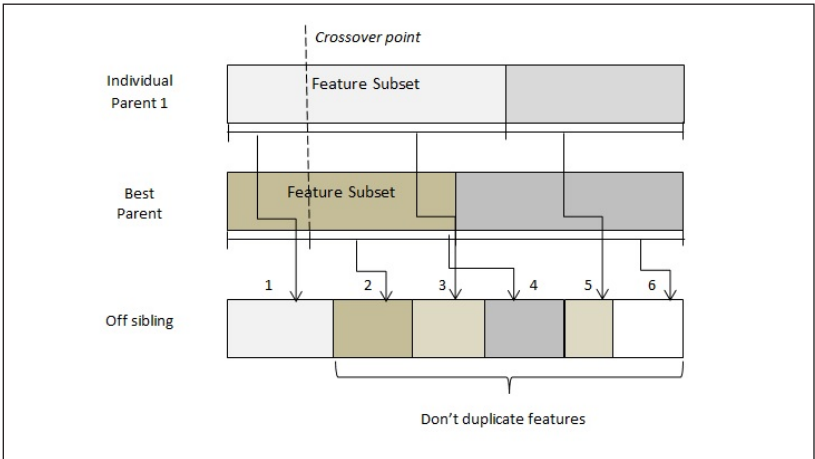 Crossover point
Individual
Parent 1
Feature Subset
Best
Parent
Feature Subset
1 2 3 4 5 6
Off sibling
Don't duplicate features